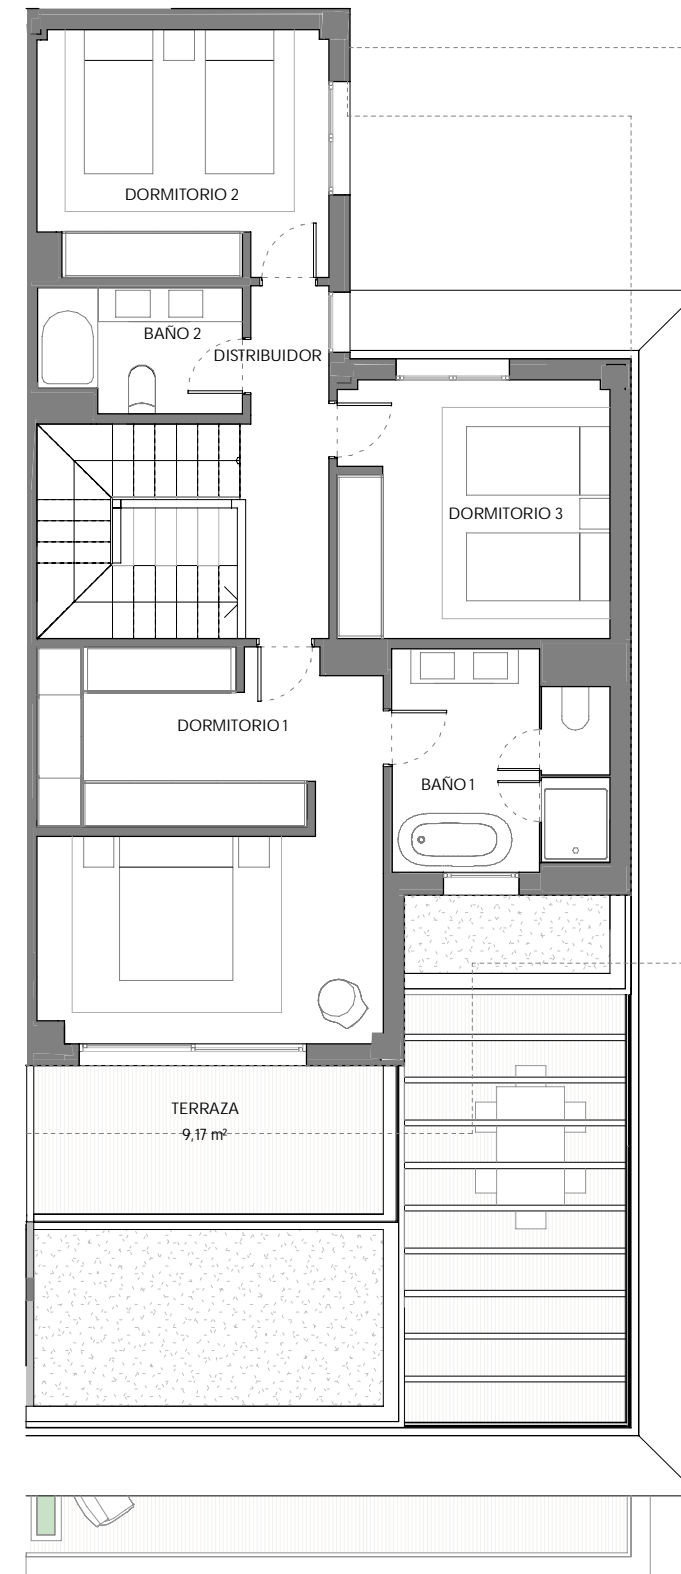 DORMITORIO 2
BAÑO 2
DISTRIBUIDOR
DORMITORIO 3
DORMITORIO 1
BAÑO 1
TERRAZA
9,17 m²